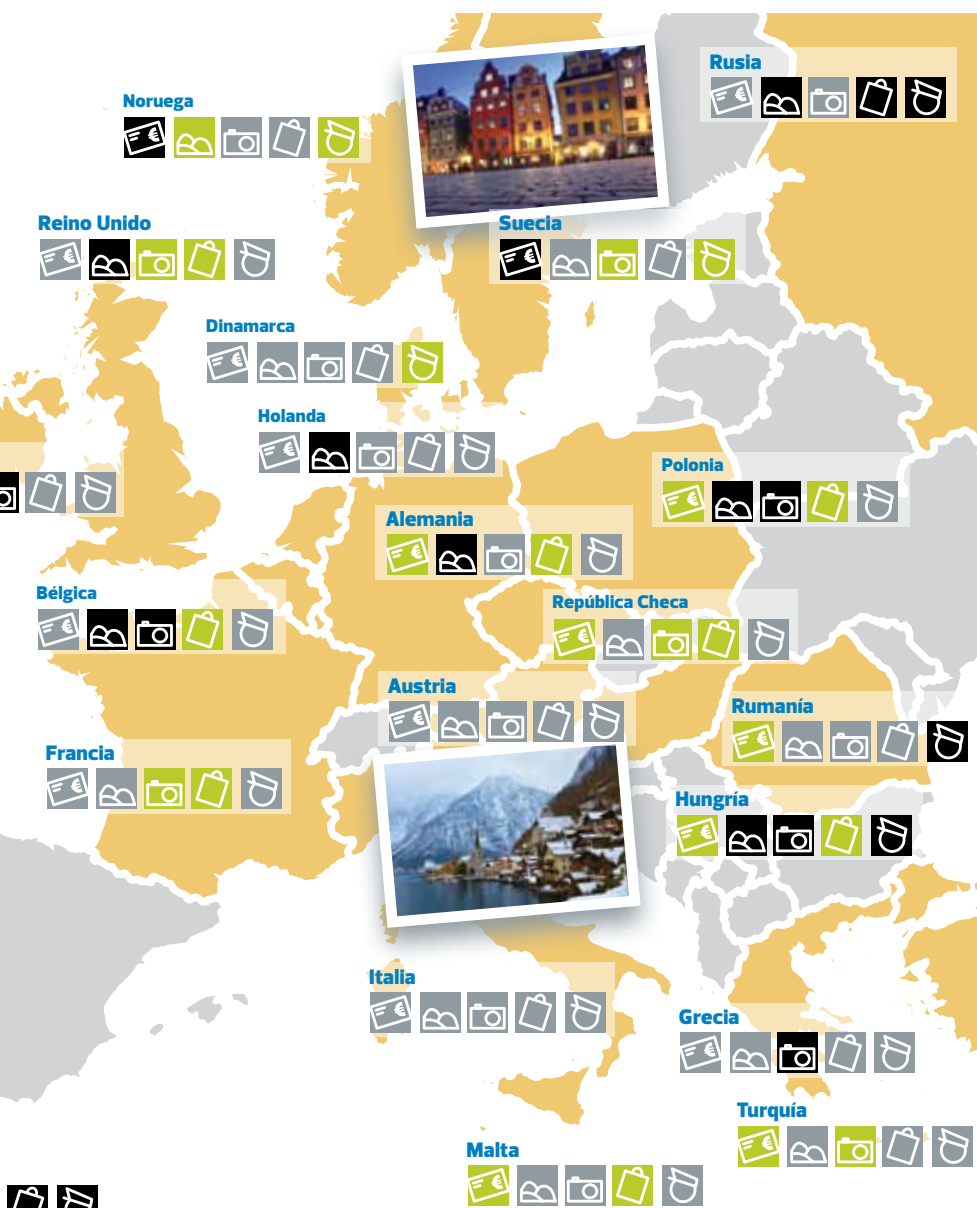 Rusia
Noruega
Reino Unido
Suecia
Dinamarca
Holanda
Polonia
Alemania
Bélgica
República Checa
Austria
Rumanía
Francia
Hungría
Italia
Grecia
Turquía
Malta